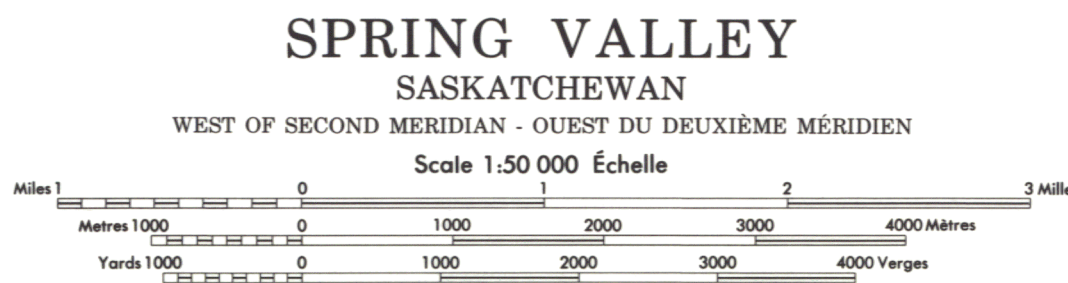 SPRING VALLEY
SASKATCHEWAN
WEST OF SECOND MERIDIAN - OUEST DU DEUXIÈME MÉRIDIEN
Scale 1:50 000 Échelle
Miles 1 0 1 2 3 Mille
Metres 1000 0 1000 2000 3000 4000 Mètres
Yards 1000 0 1000 2000 3000 4000 Verges